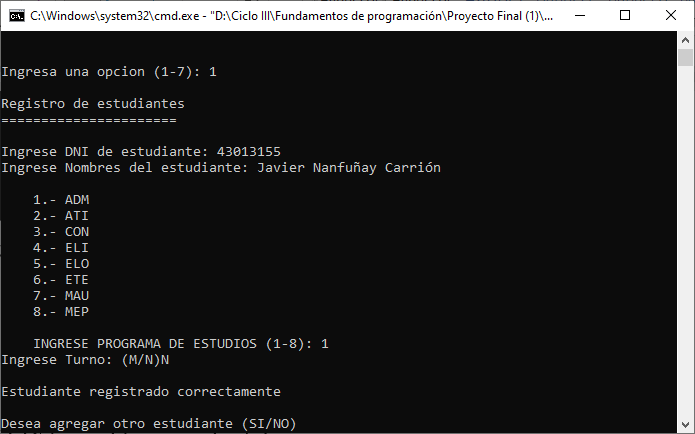 C:\Windows\system32\cmd.exe - "D:\Ciclo III\Fundamentos de programación\Proyecto Final (1)\...
Ingresa una opcion (1-7): 1
Registro de estudiantes
======================
Ingrese DNI de estudiante: 43013155
Ingrese Nombres del estudiante: Javier Nanfuñay Carrión
1.- ADM
2.- ATI
3.- CON
4.- ELI
5.- ELO
6.- ETE
7.- MAU
8.- MEP
INGRESE PROGRAMA DE ESTUDIOS (1-8): 1
Ingrese Turno: (M/N)N
Estudiante registrado correctamente
Desea agregar otro estudiante (SI/NO)